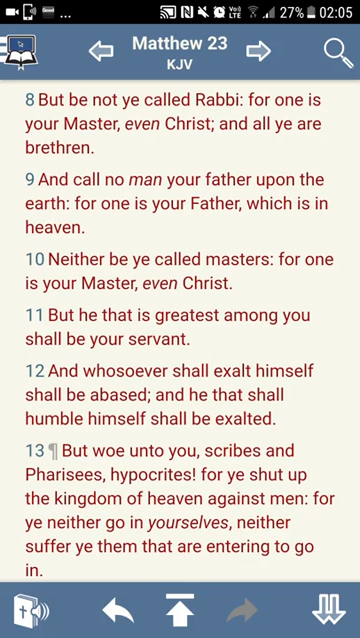 ... 27% 02:05
Matthew 23
KJV
8 But be not ye called Rabbi: for one is
your Master, even Christ; and all ye are
brethren.
9 And call no man your father upon the
earth: for one is your Father, which is in
heaven.
10 Neither be ye called masters: for one
is your Master, even Christ.
11 But he that is greatest among you
shall be your servant.
12 And whosoever shall exalt himself
shall be abased; and he that shall
humble himself shall be exalted.
13 ¶ But woe unto you, scribes and
Pharisees, hypocrites! for ye shut up
the kingdom of heaven against men: for
ye neither go in yourselves, neither
suffer ye them that are entering to go
in.